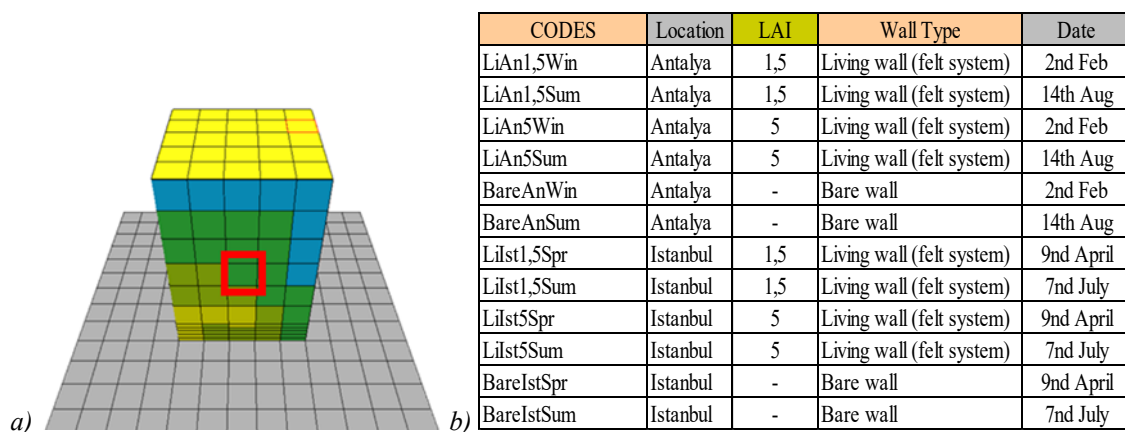 CODES Location LAI Wall Type Date
LiAn1,5Win Antalya 1,5 Living wall (felt system) 2nd Feb
LiAn1,5Sum Antalya 1,5 Living wall (felt system) 14th Aug
LiAn5Win Antalya 5 Living wall (felt system) 2nd Feb
LiAn5Sum Antalya 5 Living wall (felt system) 14th Aug
BareAnWin Antalya - Bare wall 2nd Feb
BareAnSum Antalya - Bare wall 14th Aug
LiIst1,5Spr Istanbul 1,5 Living wall (felt system) 9nd April
LiIst1,5Sum Istanbul 1,5 Living wall (felt system) 7nd July
LiIst5Spr Istanbul 5 Living wall (felt system) 9nd April
LiIst5Sum Istanbul 5 Living wall (felt system) 7nd July
BareIstSpr Istanbul - Bare wall 9nd April
BareIstSum Istanbul - Bare wall 7nd July
a) b)